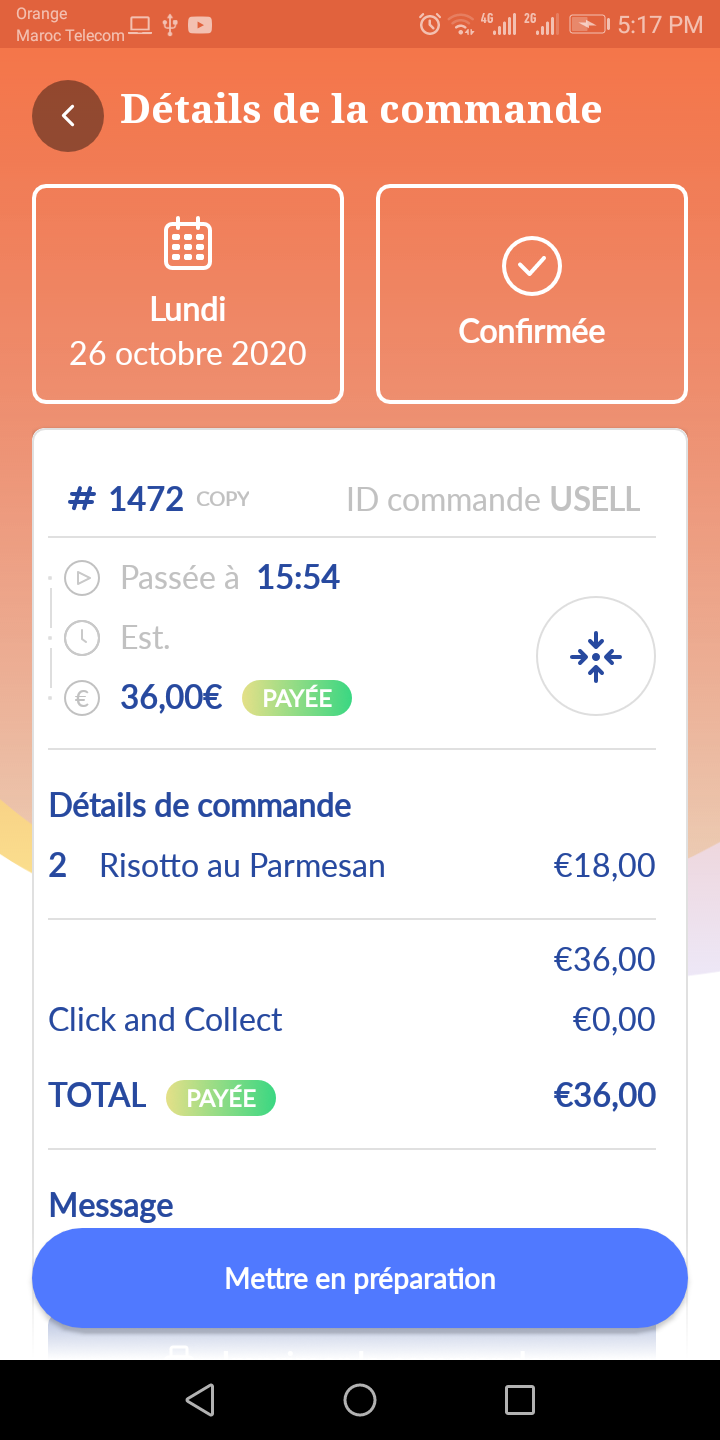 Orange
Maroc Telecom
4G 2G 5:17 PM
Détails de la commande
Lundi
26 octobre 2020
Confirmée
# 1472 COPY ID commande USELL
Passée à 15:54
Est.
€ 36,00€ PAYÉE
Détails de commande
2 Risotto au Parmesan €18,00
€36,00
Click and Collect €0,00
TOTAL PAYÉE €36,00
Message
Mettre en préparation